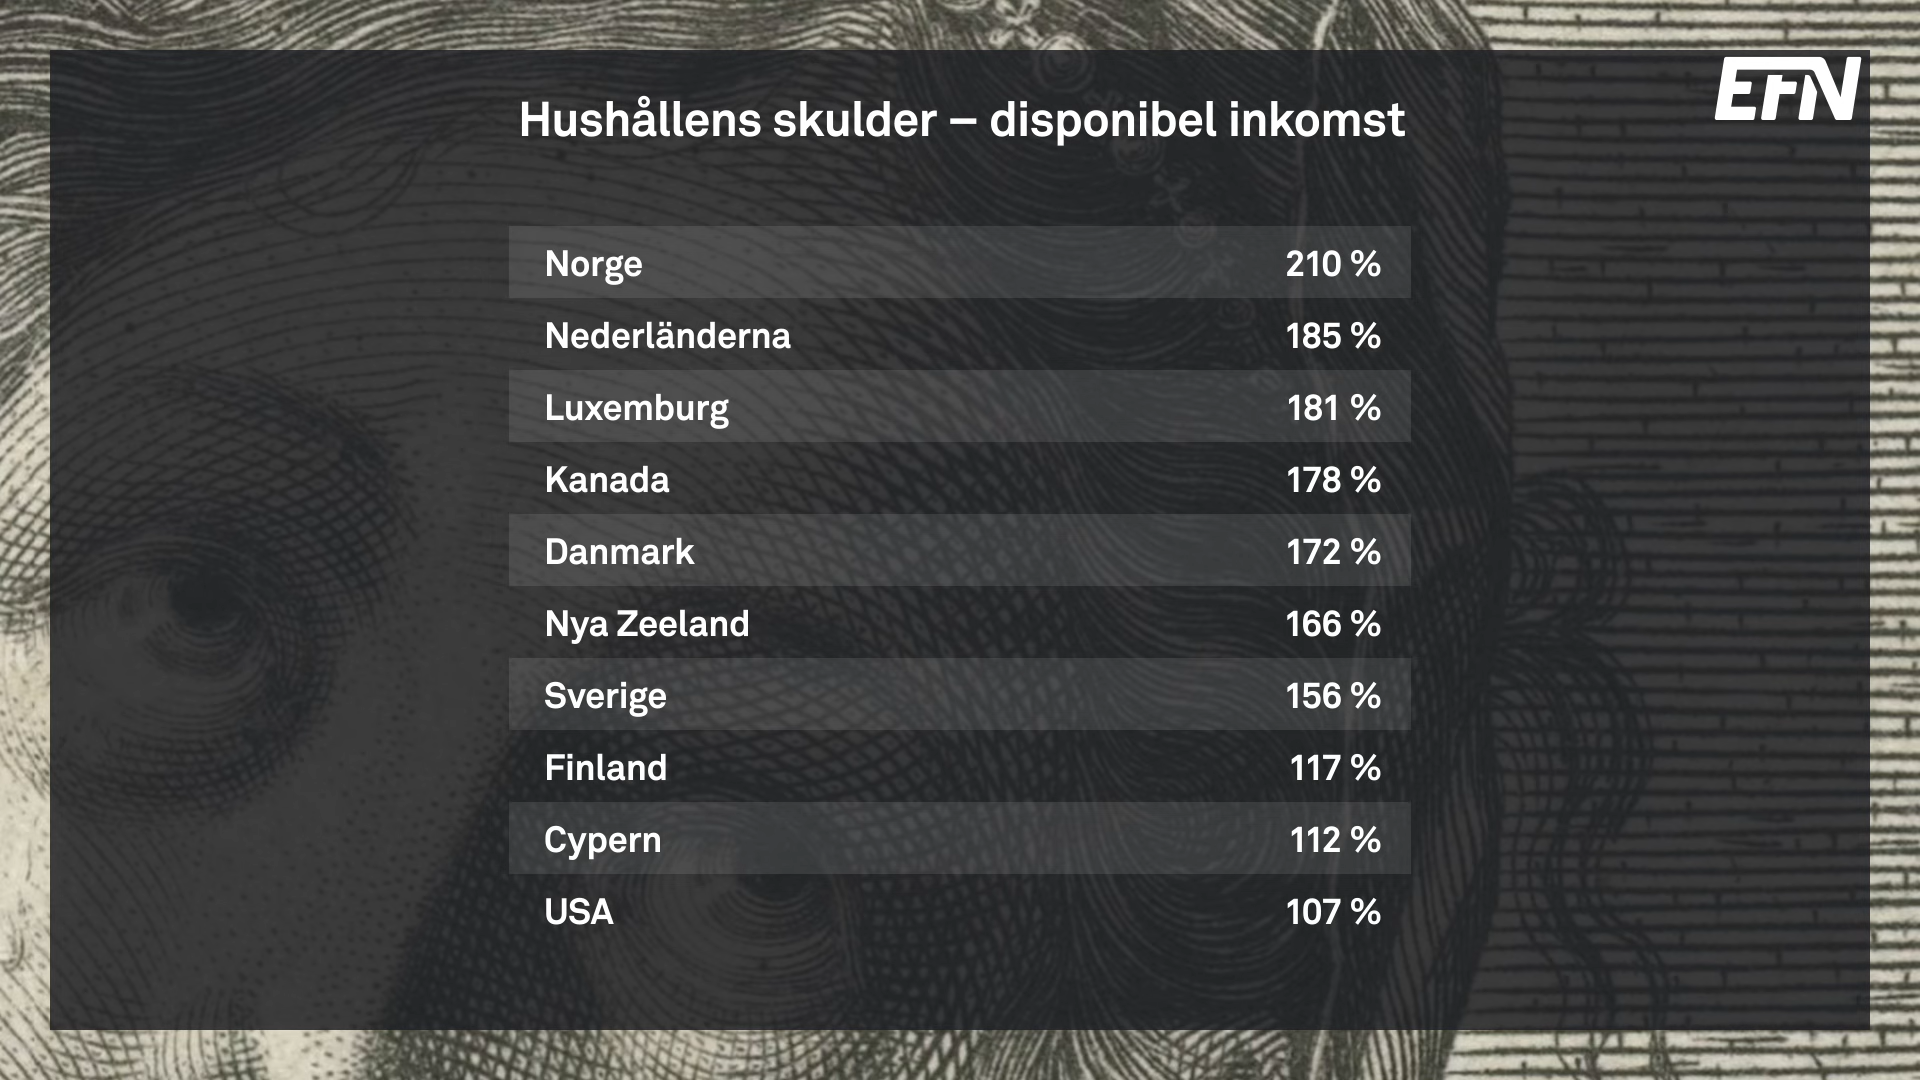 EFN
Hushållens skulder – disponibel inkomst
Norge 210 %
Nederländerna 185 %
Luxemburg 181 %
Kanada 178 %
Danmark 172 %
Nya Zeeland 166 %
Sverige 156 %
Finland 117 %
Cypern 112 %
USA 107 %